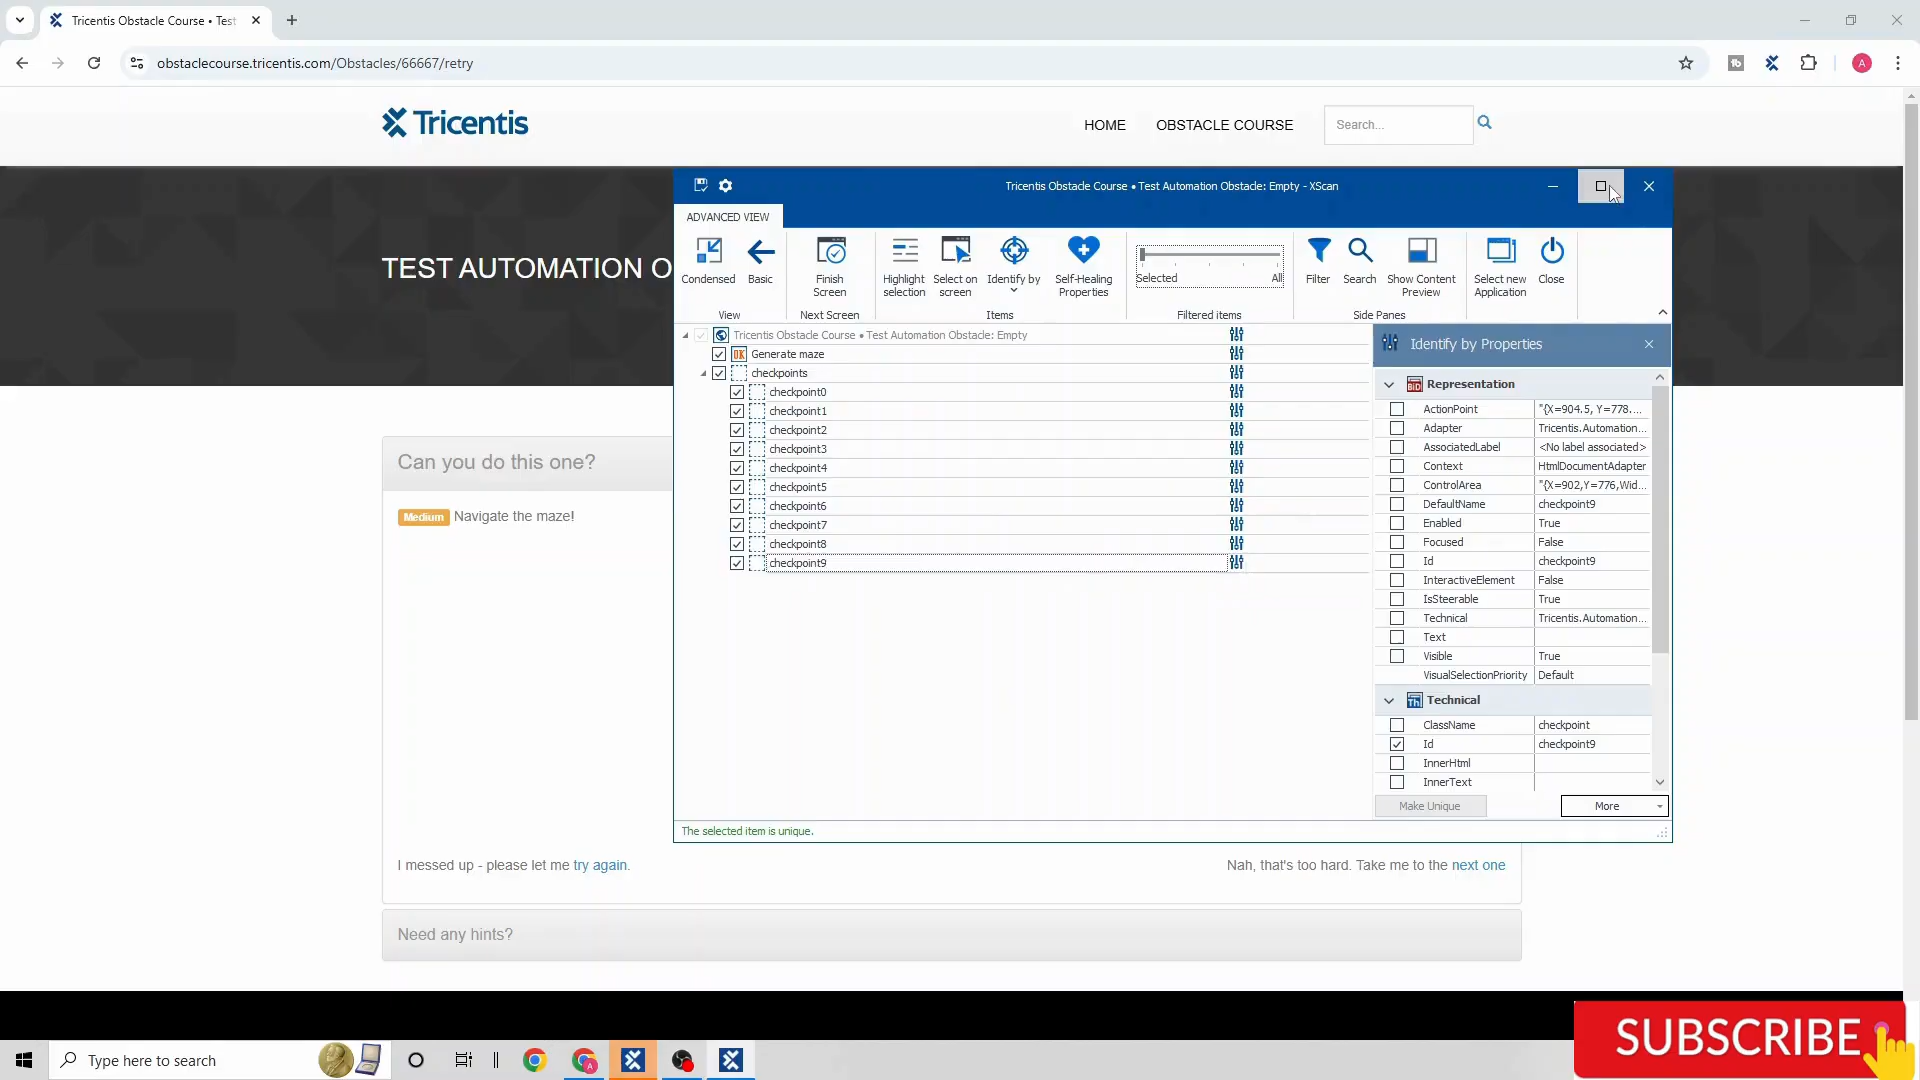 Tricentis Obstacle Course • Test
obstaclecourse.tricentis.com/Obstacles/66667/retry
A
Tricentis
HOME
OBSTACLE COURSE
Search...
TEST AUTOMATION O
Can you do this one?
Medium Navigate the maze!
I messed up - please let me try again.
Nah, that's too hard. Take me to the next one
Need any hints?
Tricentis Obstacle Course • Test Automation Obstacle: Empty - XScan
ADVANCED VIEW
Condensed
Basic
View
Finish
Screen
Next Screen
Highlight
selection
Select on
screen
Identify by
Self-Healing
Properties
Items
Selected
All
Filtered items
Filter
Search
Show Content
Preview
Side Panes
Select new
Application
Close
Tricentis Obstacle Course • Test Automation Obstacle: Empty
OK Generate maze
checkpoints
checkpoint0
checkpoint1
checkpoint2
checkpoint3
checkpoint4
checkpoint5
checkpoint6
checkpoint7
checkpoint8
checkpoint9
Identify by Properties
Representation
ActionPoint "{X=904.5, Y=778....
Adapter Tricentis.Automation...
AssociatedLabel <No label associated>
Context HtmlDocumentAdapter
ControlArea "{X=902,Y=776,Wid...
DefaultName checkpoint9
Enabled True
Focused False
Id checkpoint9
InteractiveElement False
IsSteerable True
Technical Tricentis.Automation...
Text
Visible True
VisualSelectionPriority Default
Technical
ClassName checkpoint
Id checkpoint9
InnerHtml
InnerText
Make Unique
More
The selected item is unique.
Type here to search
A
SUBSCRIBE